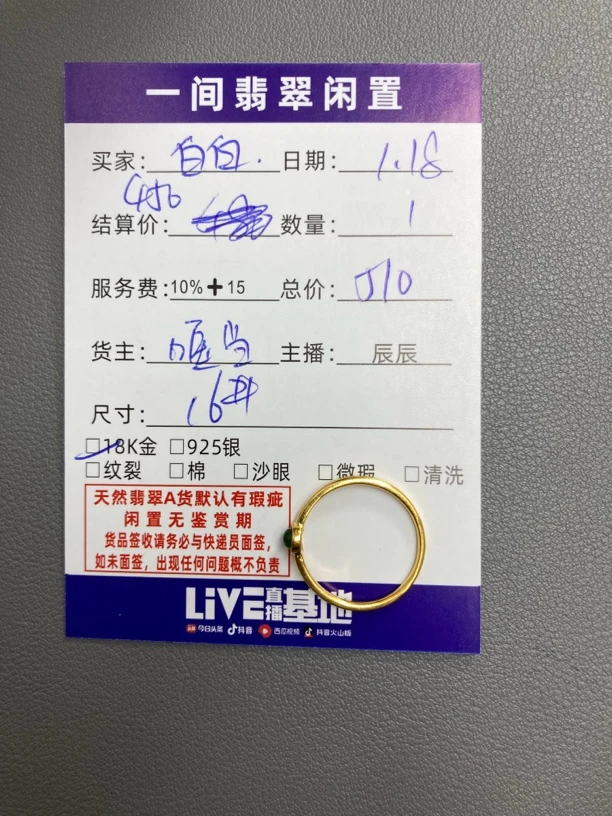 一间翡翠闲置
买家: 白白. 日期: 1.18
450
结算价: 数量: 1
服务费:10%+15 总价: 510
货主: 主播: 辰辰
尺寸: 16#
□18K金 □925银
□纹裂 □棉 □沙眼 □微瑕 □清洗
天然翡翠A货默认有瑕疵
闲置无鉴赏期
货品签收请务必与快递员面签,
如未面签,出现任何问题概不负责
LiVE直播基地
头条 今日头条 抖音 西瓜视频 抖音火山版